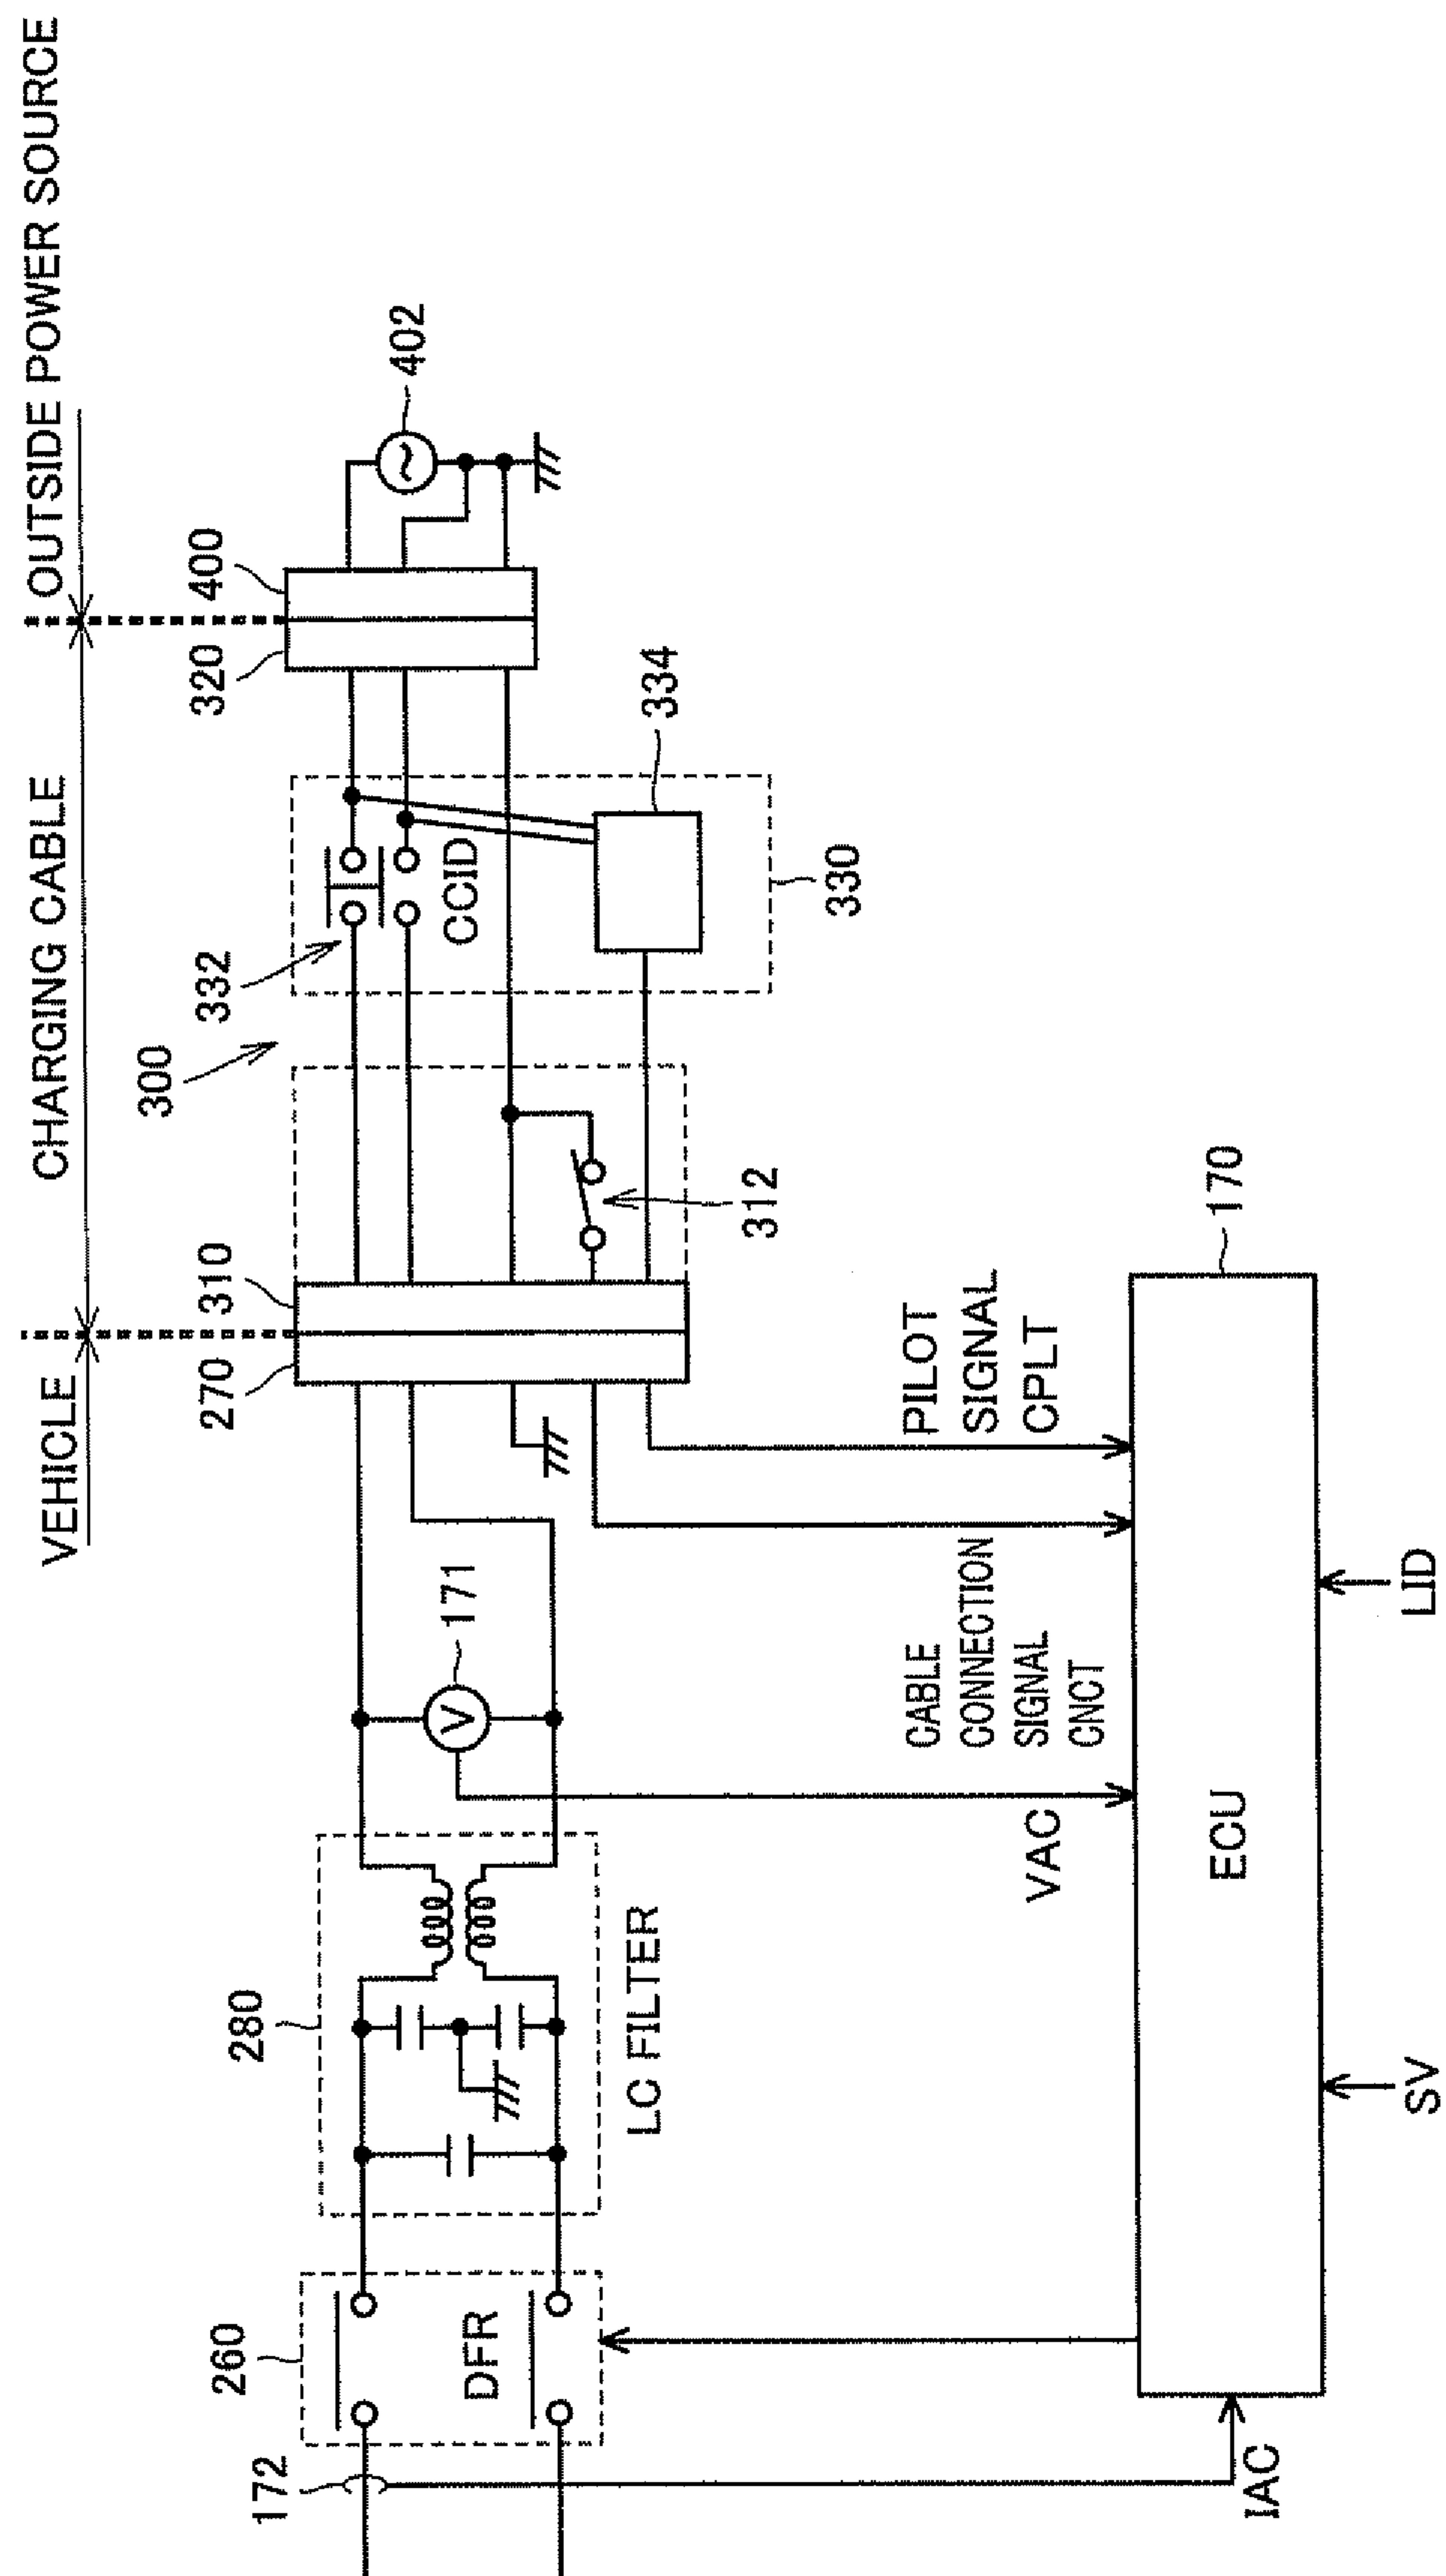 VEHICLE
CHARGING CABLE
OUTSIDE POWER SOURCE
300
172
260
280
270
310
332
320
400
402
DFR
LC FILTER
V
171
CCID
334
330
312
VAC
CABLE
CONNECTION
SIGNAL
CNCT
PILOT
SIGNAL
CPLT
170
ECU
IAC
SV
LID